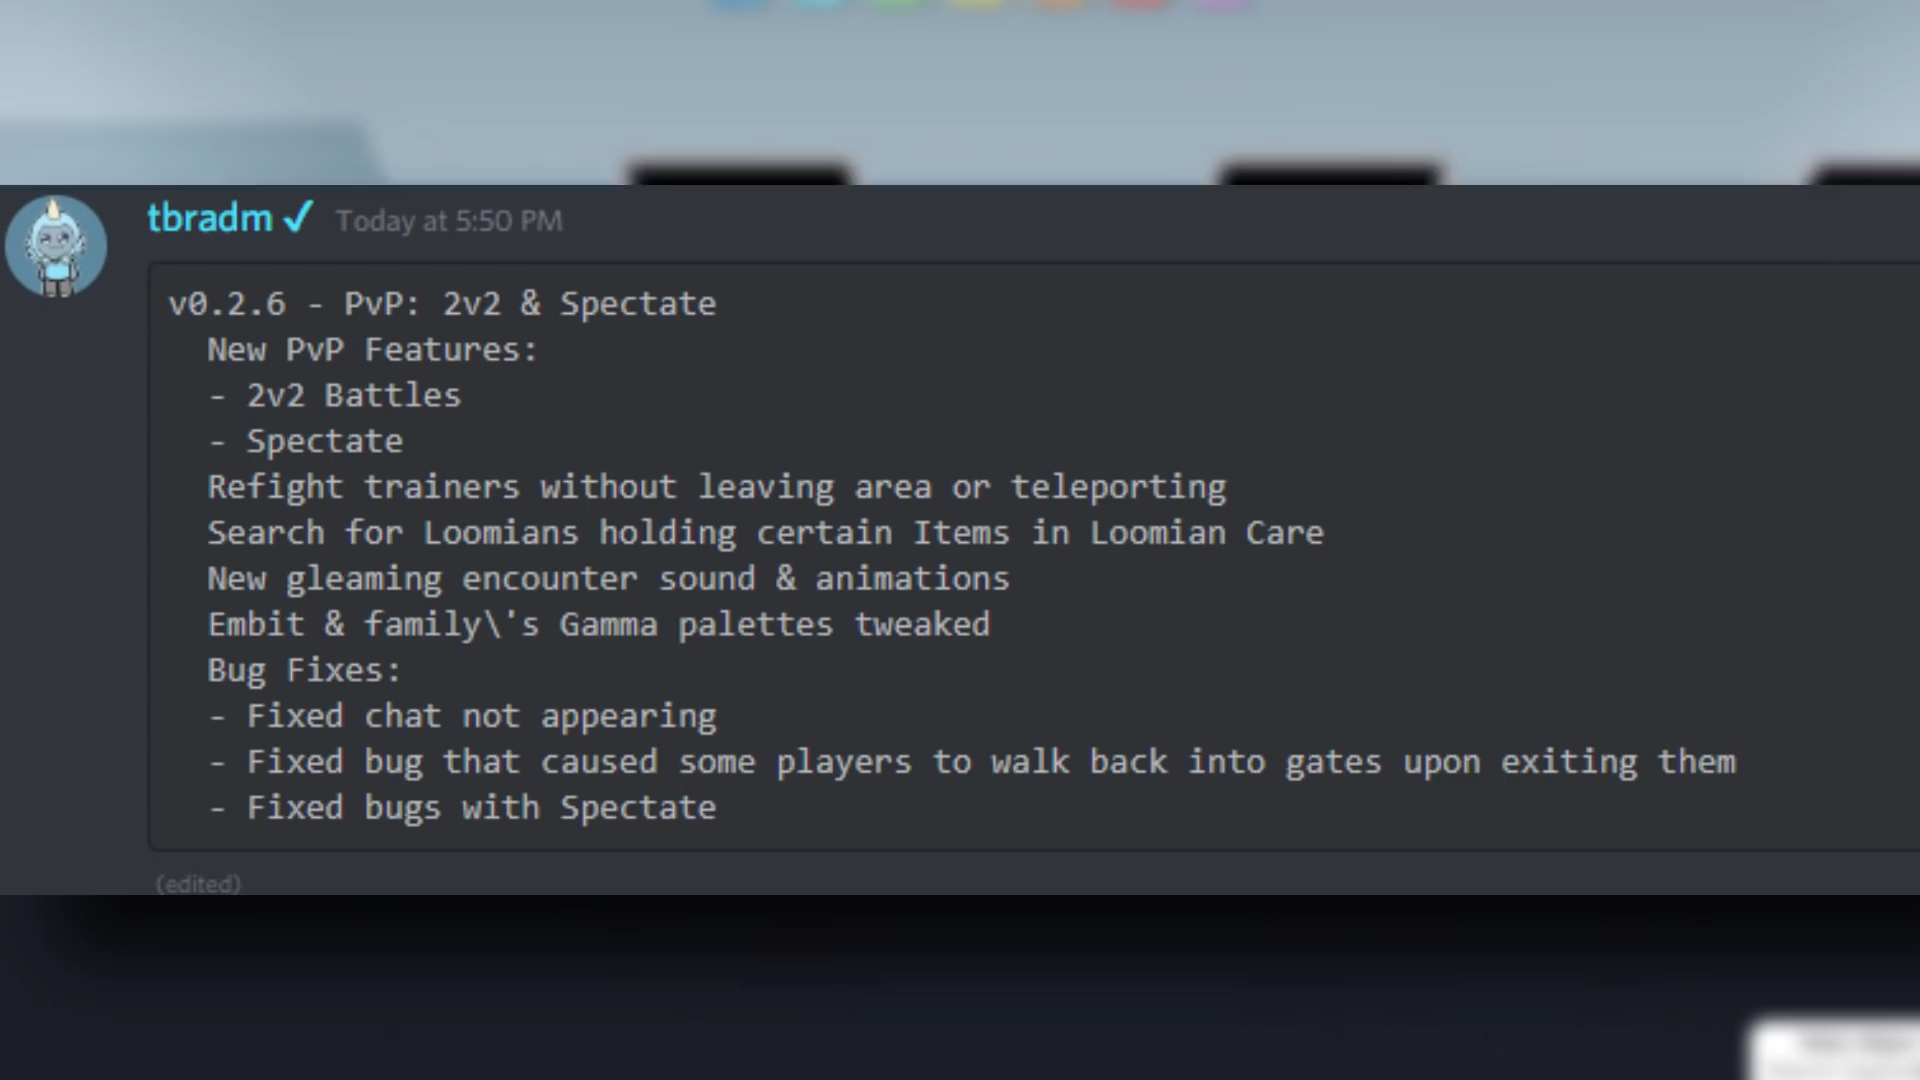 tbradm ✓ Today at 5:50 PM
v0.2.6 - PvP: 2v2 & Spectate
New PvP Features:
- 2v2 Battles
- Spectate
Refight trainers without leaving area or teleporting
Search for Loomians holding certain Items in Loomian Care
New gleaming encounter sound & animations
Embit & family\'s Gamma palettes tweaked
Bug Fixes:
- Fixed chat not appearing
- Fixed bug that caused some players to walk back into gates upon exiting them
- Fixed bugs with Spectate
(edited)